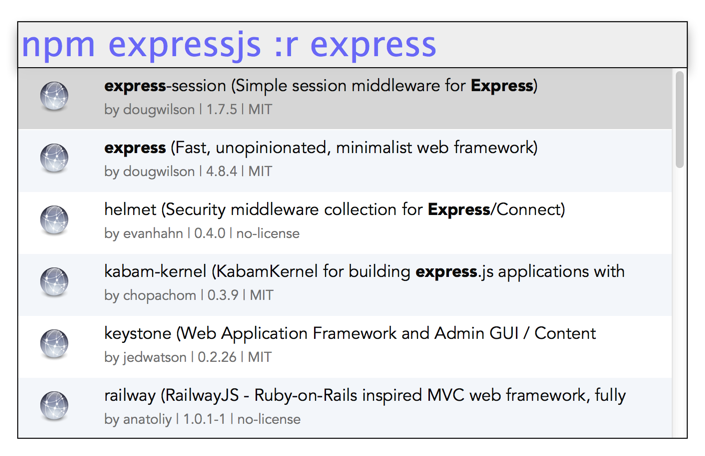 npm expressjs :r express
express-session (Simple session middleware for Express)
by dougwilson | 1.7.5 | MIT
express (Fast, unopinionated, minimalist web framework)
by dougwilson | 4.8.4 | MIT
helmet (Security middleware collection for Express/Connect)
by evanhahn | 0.4.0 | no-license
kabam-kernel (KabamKernel for building express.js applications with
by chopachom | 0.3.9 | MIT
keystone (Web Application Framework and Admin GUI / Content
by jedwatson | 0.2.26 | MIT
railway (RailwayJS - Ruby-on-Rails inspired MVC web framework, fully
by anatoliy | 1.0.1-1 | no-license